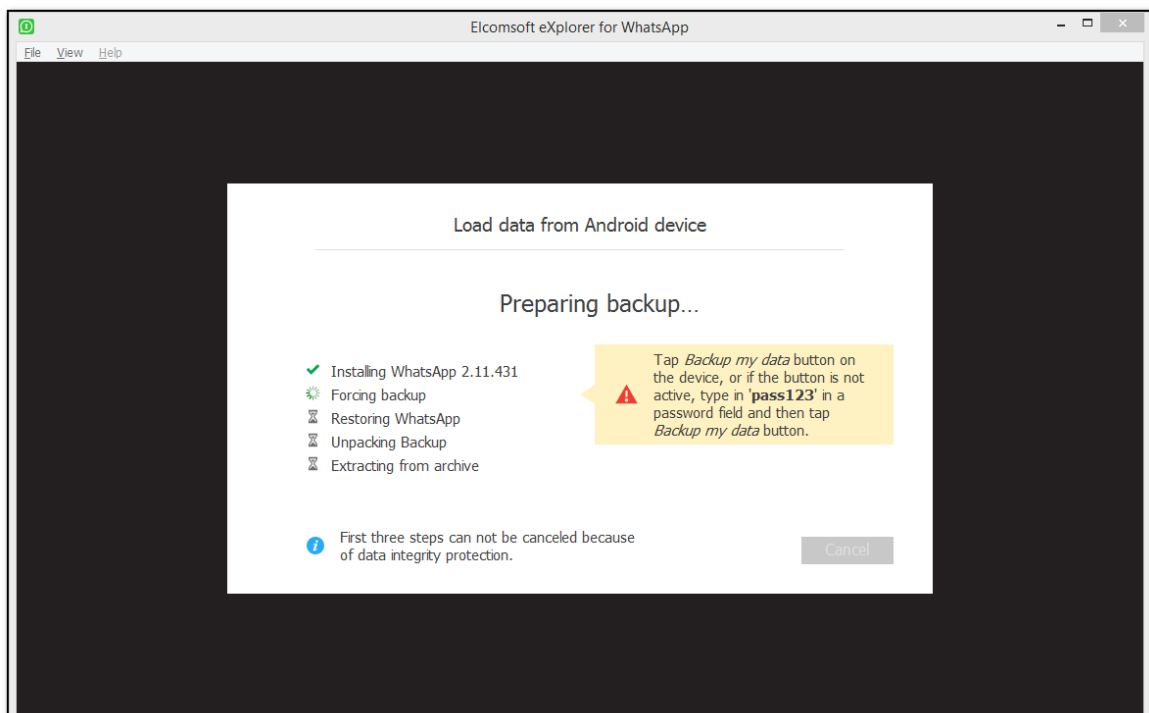 Elcomsoft eXplorer for WhatsApp
File View Help
Load data from Android device
Preparing backup...
Installing WhatsApp 2.11.431
Forcing backup
Restoring WhatsApp
Unpacking Backup
Extracting from archive
Tap Backup my data button on
the device, or if the button is not
active, type in 'pass123' in a
password field and then tap
Backup my data button.
First three steps can not be canceled because
of data integrity protection.
Cancel